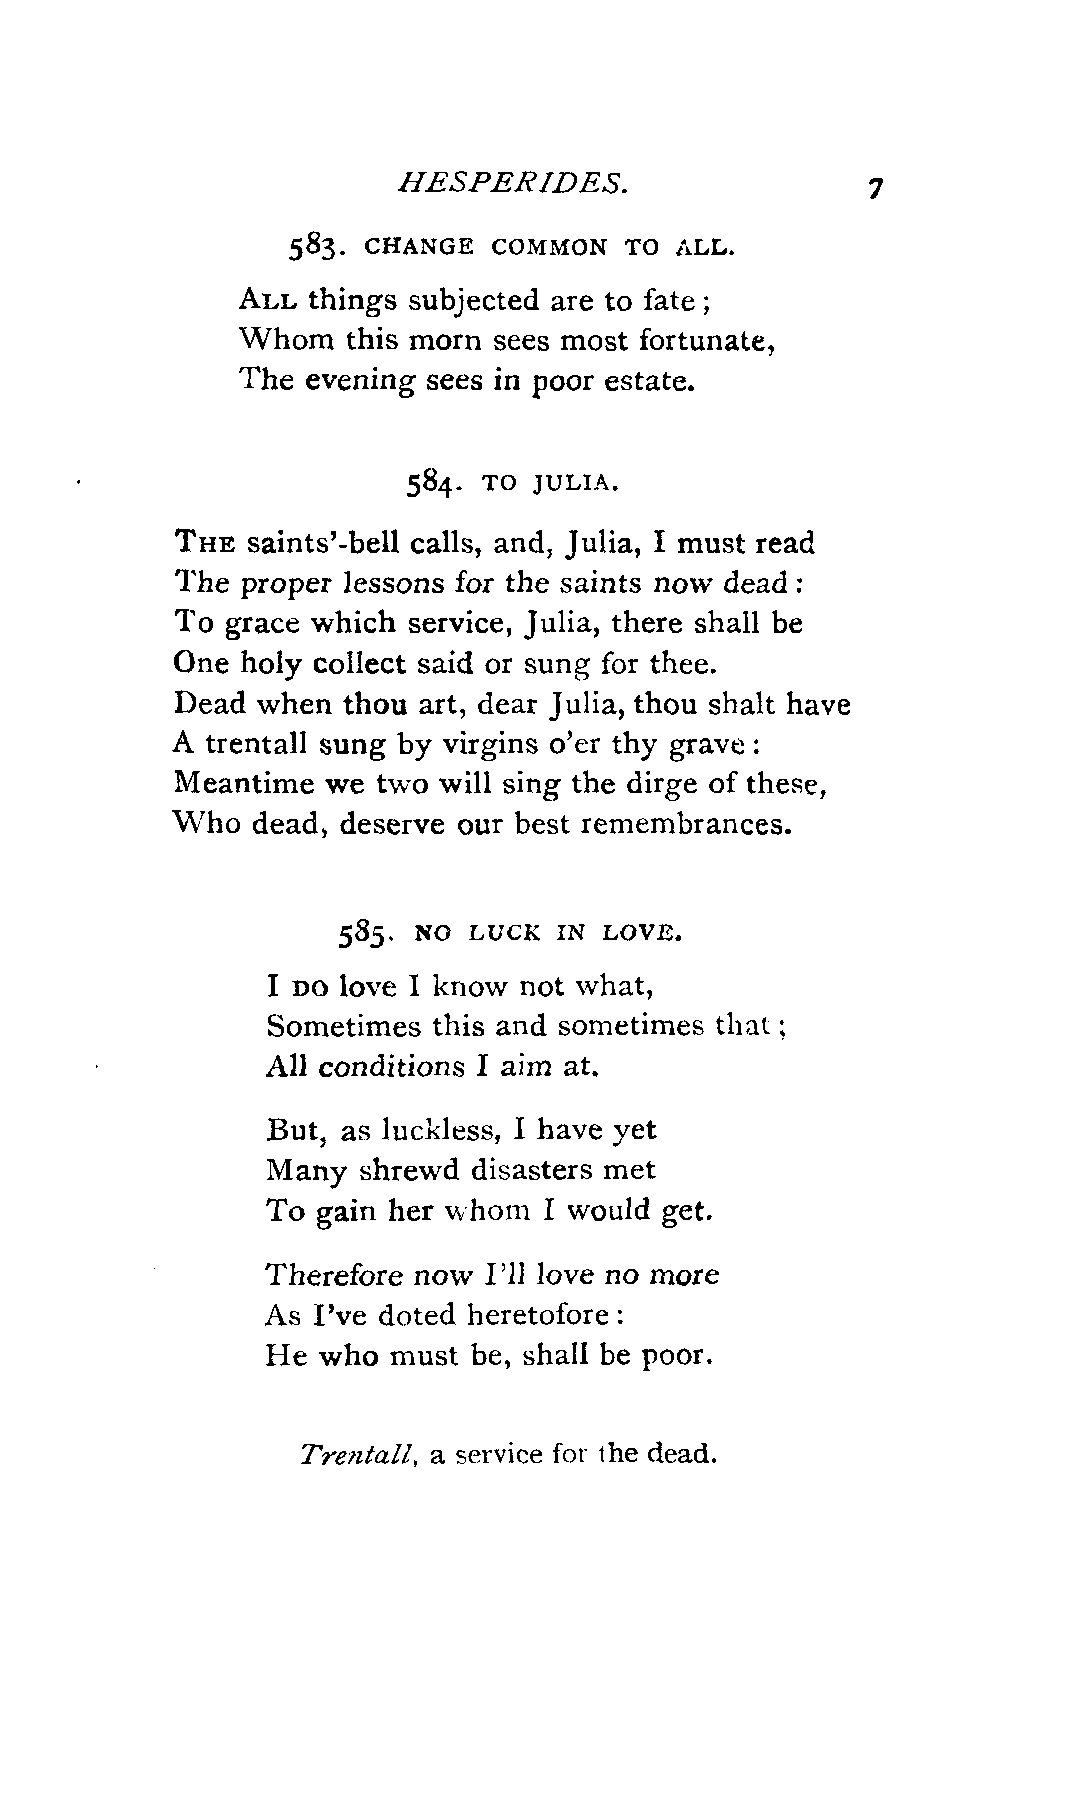 HESPERIDES. 7
583. CHANGE COMMON TO ALL.
ALL things subjected are to fate;
Whom this morn sees most fortunate,
The evening sees in poor estate.
584. TO JULIA.
THE saints'-bell calls, and, Julia, I must read
The proper lessons for the saints now dead:
To grace which service, Julia, there shall be
One holy collect said or sung for thee.
Dead when thou art, dear Julia, thou shalt have
A trentall sung by virgins o'er thy grave:
Meantime we two will sing the dirge of these,
Who dead, deserve our best remembrances.
585. NO LUCK IN LOVE.
I DO love I know not what,
Sometimes this and sometimes that;
All conditions I aim at.
But, as luckless, I have yet
Many shrewd disasters met
To gain her whom I would get.
Therefore now I'll love no more
As I've doted heretofore:
He who must be, shall be poor.
Trentall, a service for the dead.